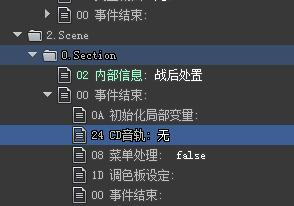 00 事件结束:
2.Scene
0.Section
02 内部信息: 战后处置
00 事件结束:
0A 初始化局部变量:
24 CD音轨: 无
08 菜单处理: false
1D 调色板设定:
00 事件结束: